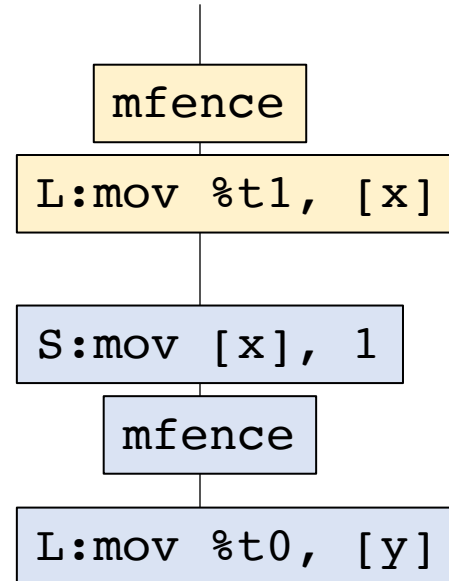 mfence
L:mov %t1, [x]
S:mov [x], 1
mfence
L:mov %t0, [y]